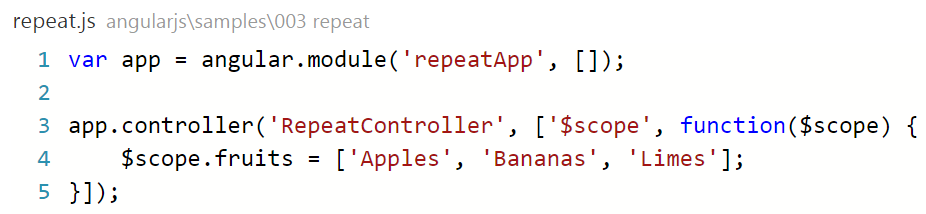 repeat.js angularjs\samples\003 repeat
1 var app = angular.module('repeatApp', []);
2
3 app.controller('RepeatController', ['$scope', function($scope) {
4     $scope.fruits = ['Apples', 'Bananas', 'Limes'];
5 }]);